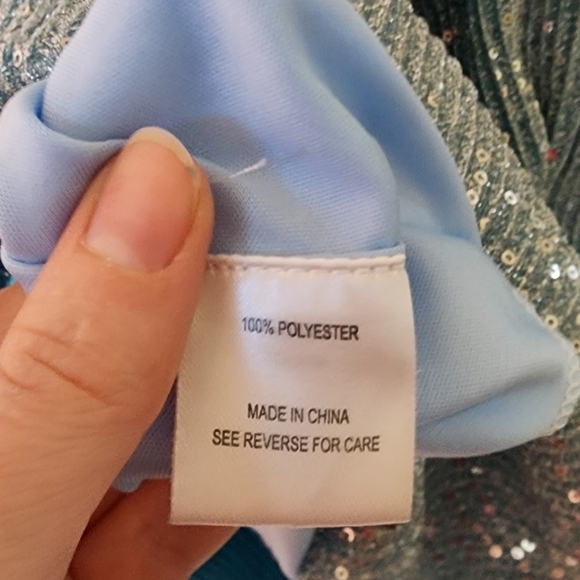 100% POLYESTER
MADE IN CHINA
SEE REVERSE FOR CARE